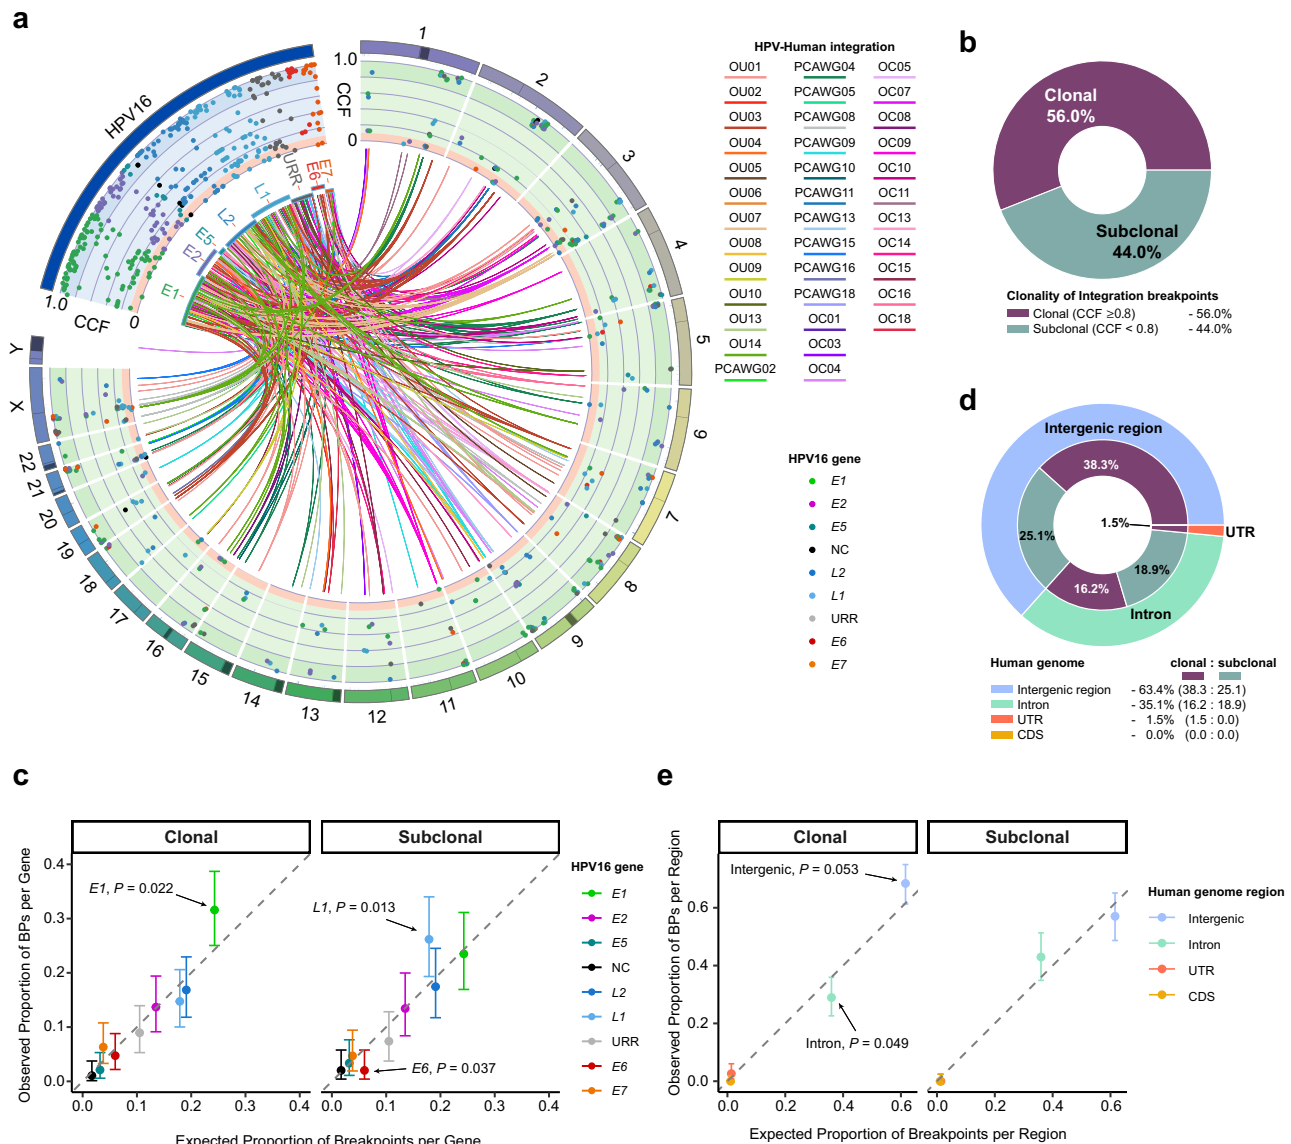 a
HPV16
1.0
CCF
0
1.0
CCF
0
URR
E6
E7
L1
L2
E5
E2
E1
1
2
3
4
5
6
7
8
9
10
11
12
13
14
15
16
17
18
19
20
21
22
X
Y
HPV-Human integration
OU01 PCAWG04 OC05
OU02 PCAWG05 OC07
OU03 PCAWG08 OC08
OU04 PCAWG09 OC09
OU05 PCAWG10 OC10
OU06 PCAWG11 OC11
OU07 PCAWG13 OC13
OU08 PCAWG15 OC14
OU09 PCAWG16 OC15
OU10 PCAWG18 OC16
OU13 OC01 OC18
OU14 OC03
PCAWG02 OC04
HPV16 gene
E1
E2
E5
NC
L2
L1
URR
E6
E7
b
Clonal
56.0%
Subclonal
44.0%
Clonality of Integration breakpoints
Clonal (CCF ≥0.8) - 56.0%
Subclonal (CCF < 0.8) - 44.0%
d
Intergenic region
38.3%
1.5%
UTR
25.1%
18.9%
16.2%
Intron
Human genome clonal : subclonal
Intergenic region - 63.4% (38.3 : 25.1)
Intron - 35.1% (16.2 : 18.9)
UTR - 1.5% (1.5 : 0.0)
CDS - 0.0% (0.0 : 0.0)
c
Clonal
Subclonal
Observed Proportion of BPs per Gene
0.4
0.3
0.2
0.1
0.0
E1, P = 0.022
L1, P = 0.013
E6, P = 0.037
0.0 0.1 0.2 0.3 0.4
0.0 0.1 0.2 0.3 0.4
Expected Proportion of Breakpoints per Gene
HPV16 gene
E1
E2
E5
NC
L2
L1
URR
E6
E7
e
Clonal
Subclonal
Observed Proportion of BPs per Region
0.6
0.4
0.2
0.0
Intergenic, P = 0.053
Intron, P = 0.049
0.0 0.2 0.4 0.6
0.0 0.2 0.4 0.6
Expected Proportion of Breakpoints per Region
Human genome region
Intergenic
Intron
UTR
CDS